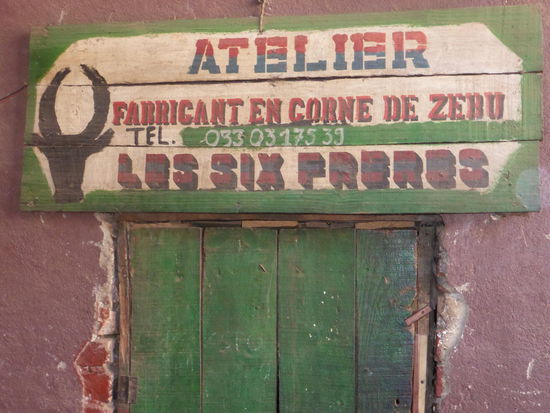 ATELIER
FABRICANT EN CORNE DE ZEBU
TEL. 033 03 175 39
LES SIX FRERES